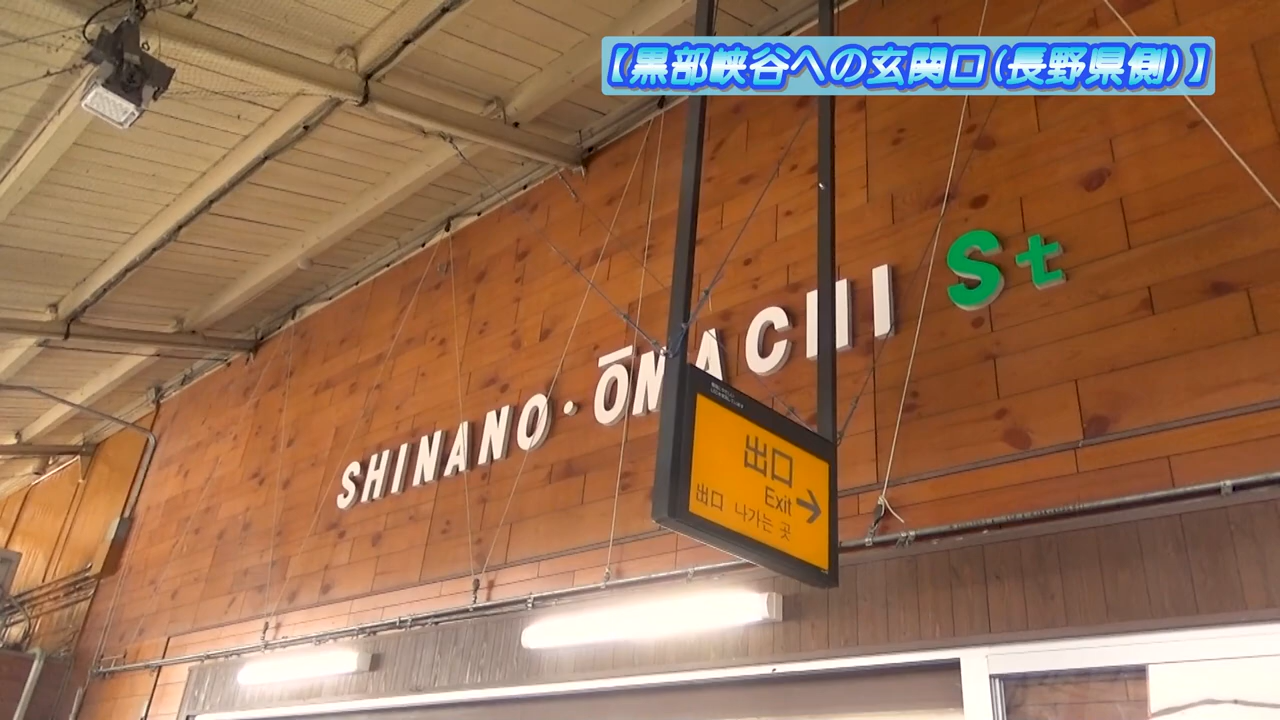 【黒部峡谷への玄関口(長野県側)】
SHINANO・ŌMACHI St
出口
Exit→
出口 나가는 곳